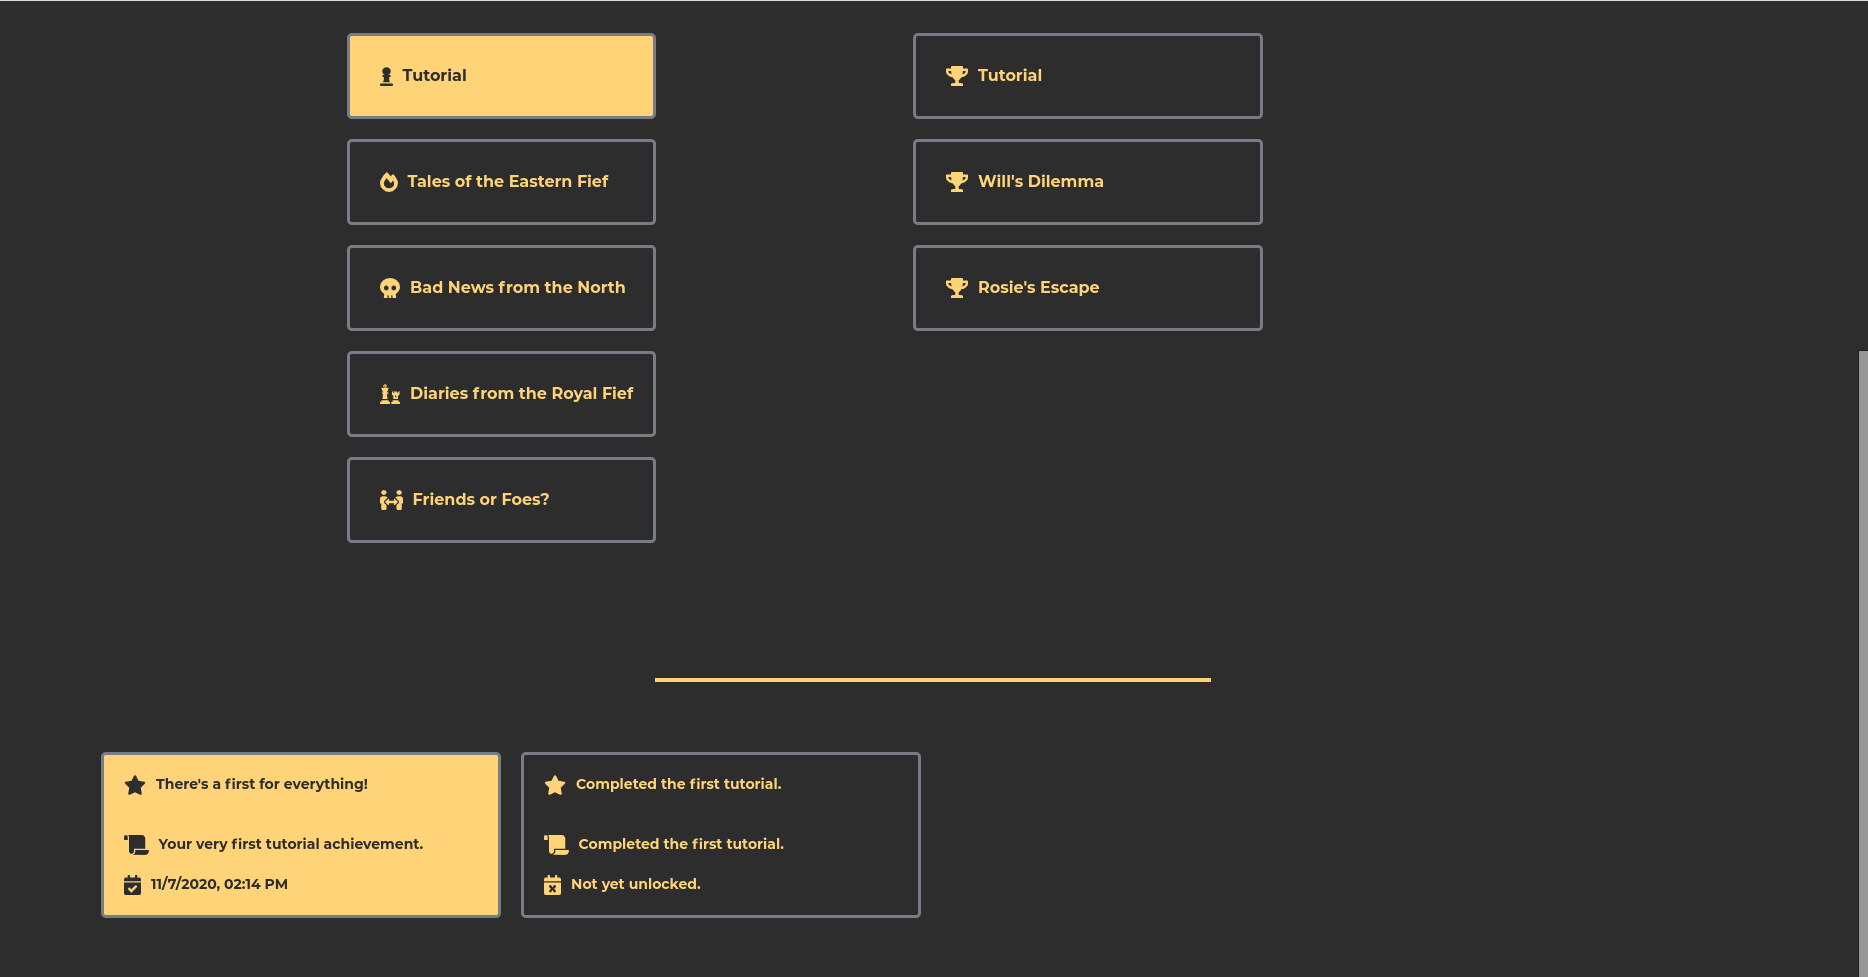 Tutorial
Tales of the Eastern Fief
Bad News from the North
Diaries from the Royal Fief
Friends or Foes?
Tutorial
Will's Dilemma
Rosie's Escape
There's a first for everything!
Your very first tutorial achievement.
11/7/2020, 02:14 PM
Completed the first tutorial.
Completed the first tutorial.
Not yet unlocked.